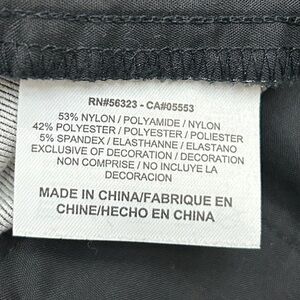 RN#56323 - CA#05553
53% NYLON / POLYAMIDE / NYLON
42% POLYESTER / POLYESTER / POLIESTER
5% SPANDEX / ELASTHANNE / ELASTANO
EXCLUSIVE OF DECORATION / DECORATION
NON COMPRISE / NO INCLUYE LA
DECORACION
MADE IN CHINA/FABRIQUE EN
CHINE/HECHO EN CHINA